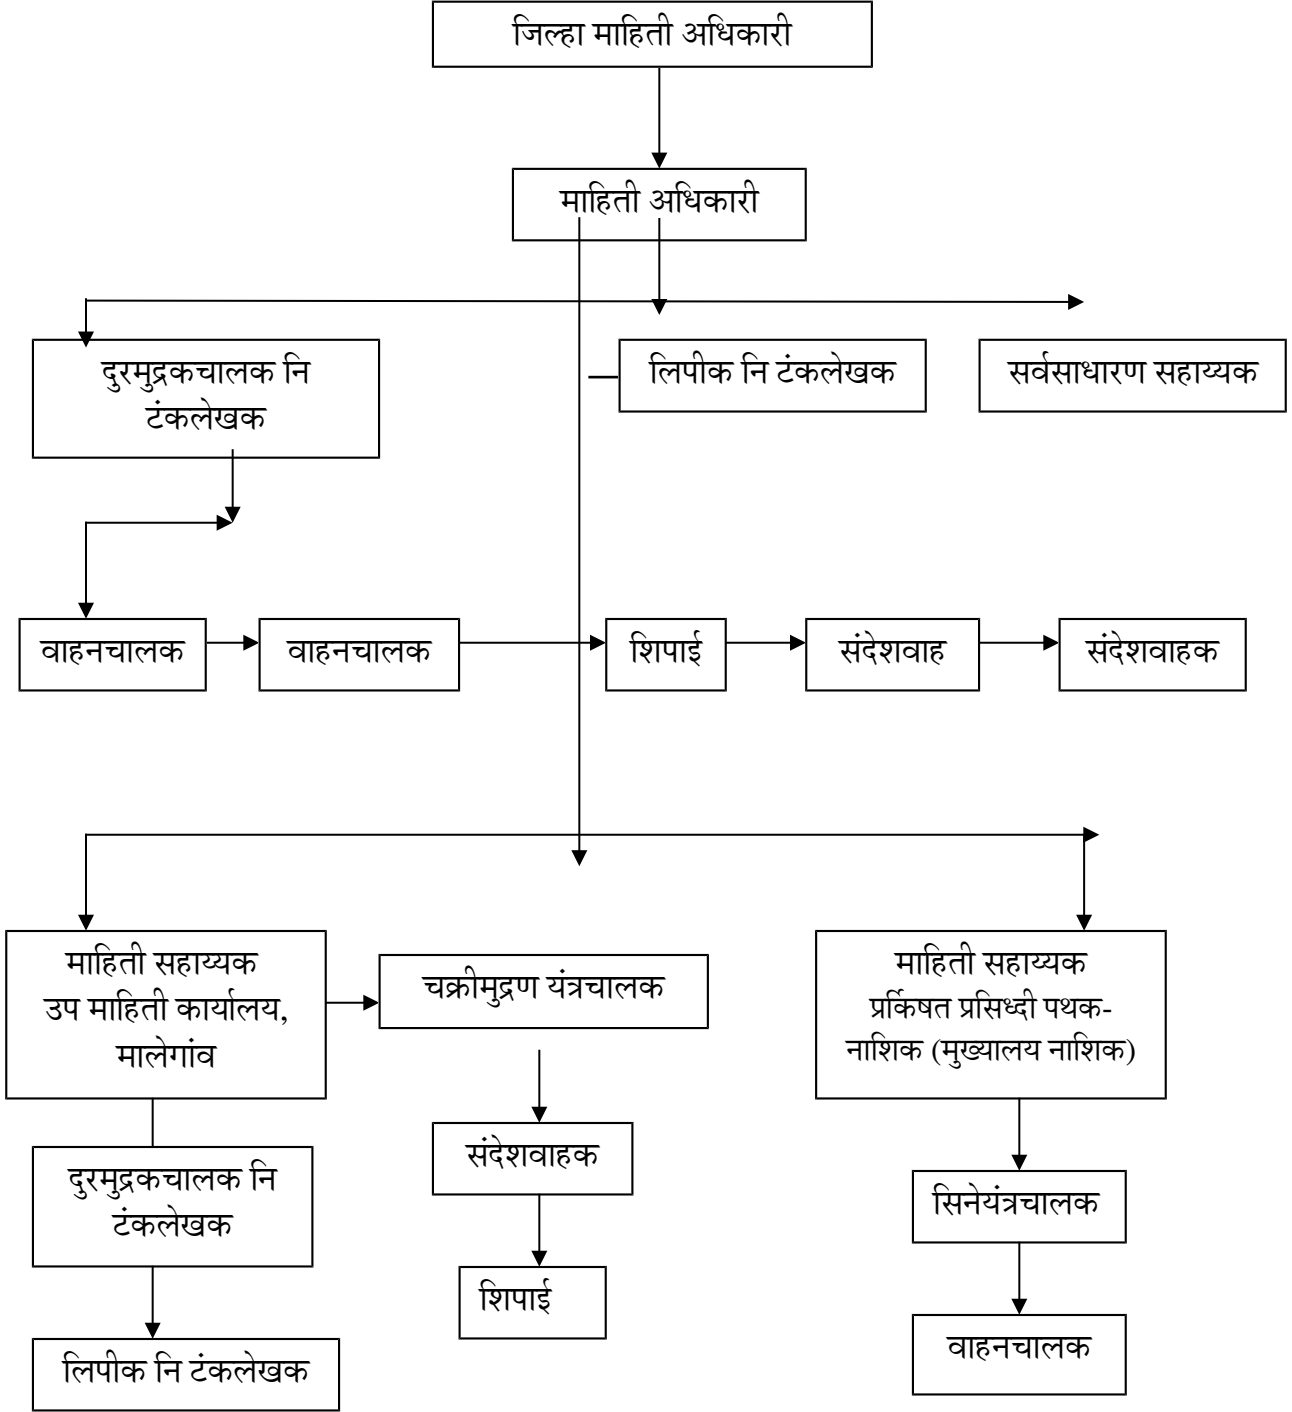 जिल्हा माहिती अधिकारी
माहिती अधिकारी
दुरमुद्रकचालक नि
टंकलेखक
लिपीक नि टंकलेखक
सर्वसाधारण सहाय्यक
वाहनचालक
वाहनचालक
शिपाई
संदेशवाह
संदेशवाहक
माहिती सहाय्यक
उप माहिती कार्यालय,
मालेगांव
चक्रीमुद्रण यंत्रचालक
माहिती सहाय्यक
प्रर्किषत प्रसिध्दी पथक-
नाशिक (मुख्यालय नाशिक)
संदेशवाहक
दुरमुद्रकचालक नि
टंकलेखक
सिनेयंत्रचालक
शिपाई
वाहनचालक
लिपीक नि टंकलेखक